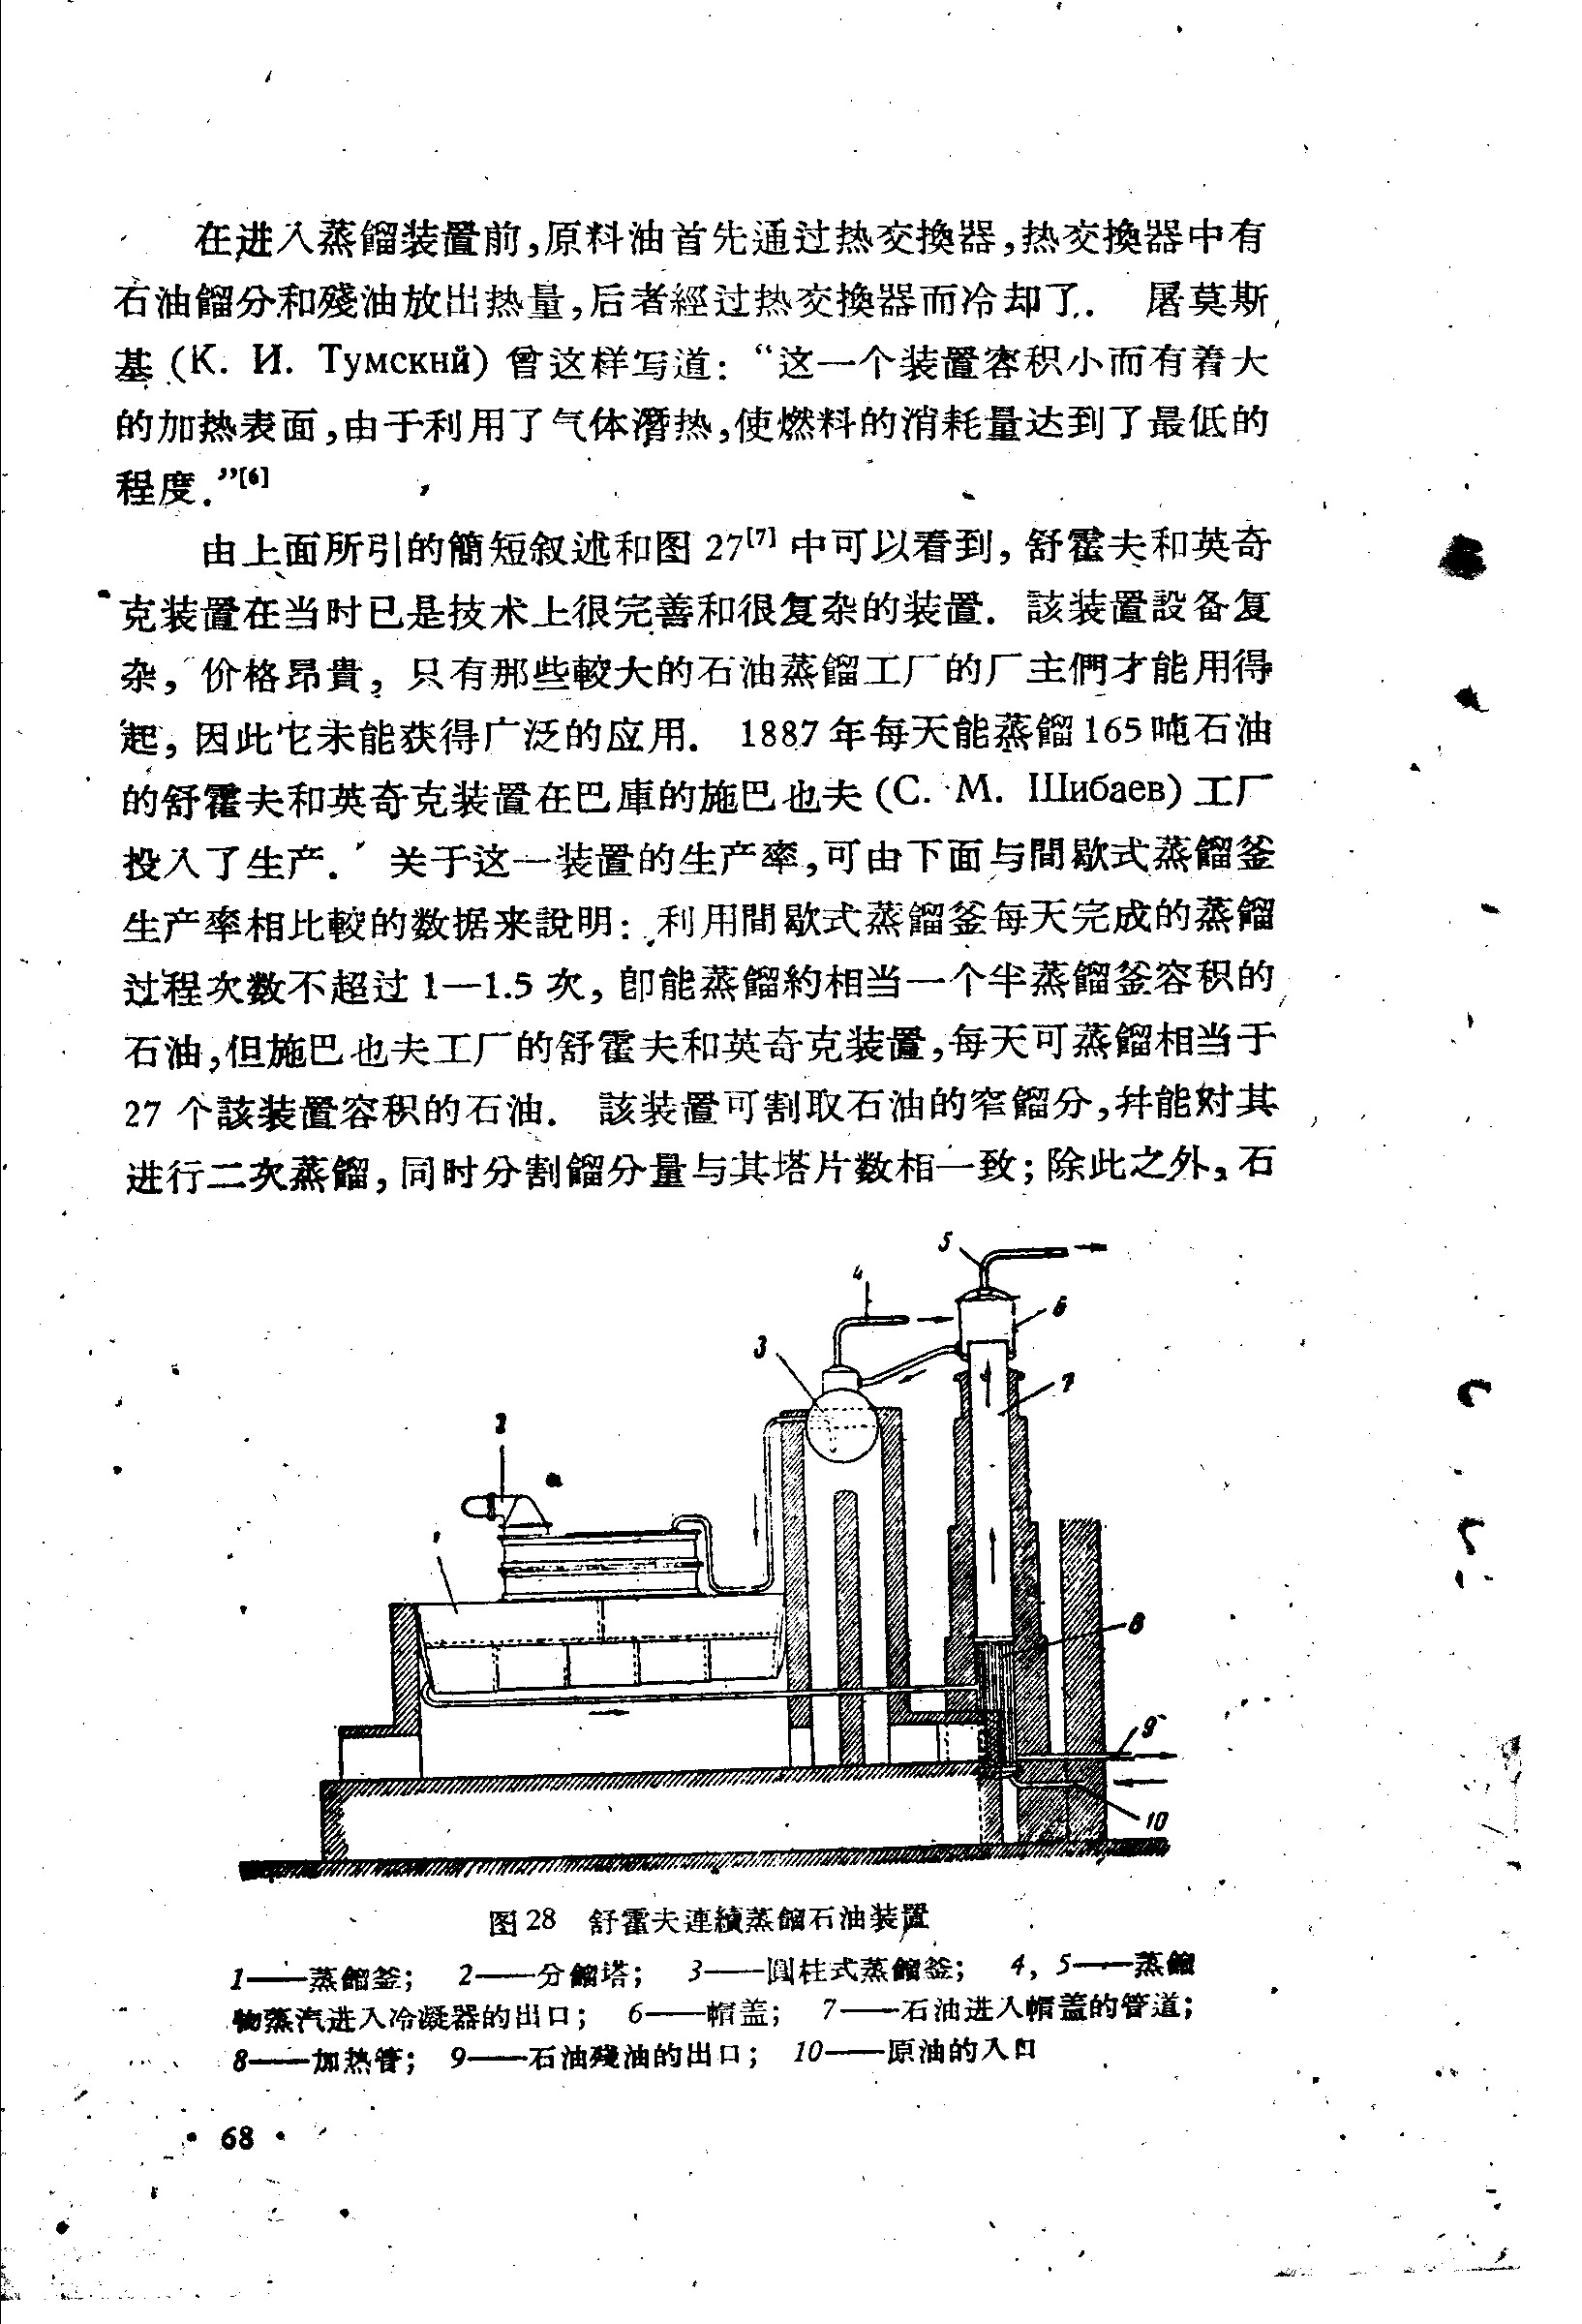 在进入蒸餾装置前,原料油首先通过热交換器,热交換器中有
石油餾分和殘油放出热量,后者經过热交換器而冷却了. 屠莫斯
基 (К. И. Тумский) 曾这样写道: “这一个装置容积小而有着大
的加热表面,由于利用了气体潛热,使燃料的消耗量达到了最低的
程度.”[6]
由上面所引的簡短叙述和图 27[7] 中可以看到, 舒霍夫和英奇
克装置在当时已是技术上很完善和很复杂的装置. 該装置設备复
杂, 价格昂貴, 只有那些較大的石油蒸餾工厂的厂主們才能用得
起, 因此它未能获得广泛的应用. 1887 年每天能蒸餾 165 吨石油
的舒霍夫和英奇克装置在巴庫的施巴也夫 (С. М. Шибаев) 工厂
投入了生产. 关于这一装置的生产率,可由下面与間歇式蒸餾釜
生产率相比較的数据来說明: 利用間歇式蒸餾釜每天完成的蒸餾
过程次数不超过 1—1.5 次, 卽能蒸餾約相当一个半蒸餾釜容积的
石油,但施巴也夫工厂的舒霍夫和英奇克装置,每天可蒸餾相当于
27 个該装置容积的石油. 該装置可割取石油的窄餾分,幷能对其
进行二次蒸餾, 同时分割餾分量与其塔片数相一致; 除此之外, 石
5
4
6
3
7
2
1
8
9
10
图 28 舒霍夫連續蒸餾石油装置
1——蒸餾釜; 2——分餾塔; 3——圓柱式蒸餾釜; 4, 5——蒸餾
物蒸汽进入冷凝器的出口; 6——帽盖; 7——石油进入帽盖的管道;
8——加热管; 9——石油殘油的出口; 10——原油的入口
• 68 •